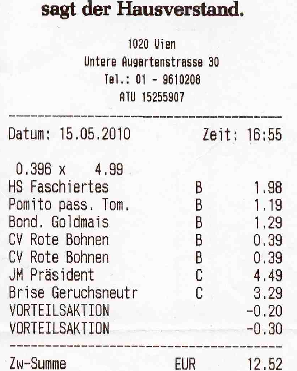 sagt der Hausverstand.
1020 Wien
Untere Augartenstrasse 30
Tel.: 01 - 9610208
ATU 15255907
Datum: 15.05.2010 Zeit: 16:55
0.396 x 4.99
HS Faschiertes B 1.98
Pomito pass. Tom. B 1.19
Bond. Goldmais B 1.29
CV Rote Bohnen B 0.39
CV Rote Bohnen B 0.39
JM Präsident C 4.49
Brise Geruchsneutr C 3.29
VORTEILSAKTION -0.20
VORTEILSAKTION -0.30
Zw-Summe EUR 12.52